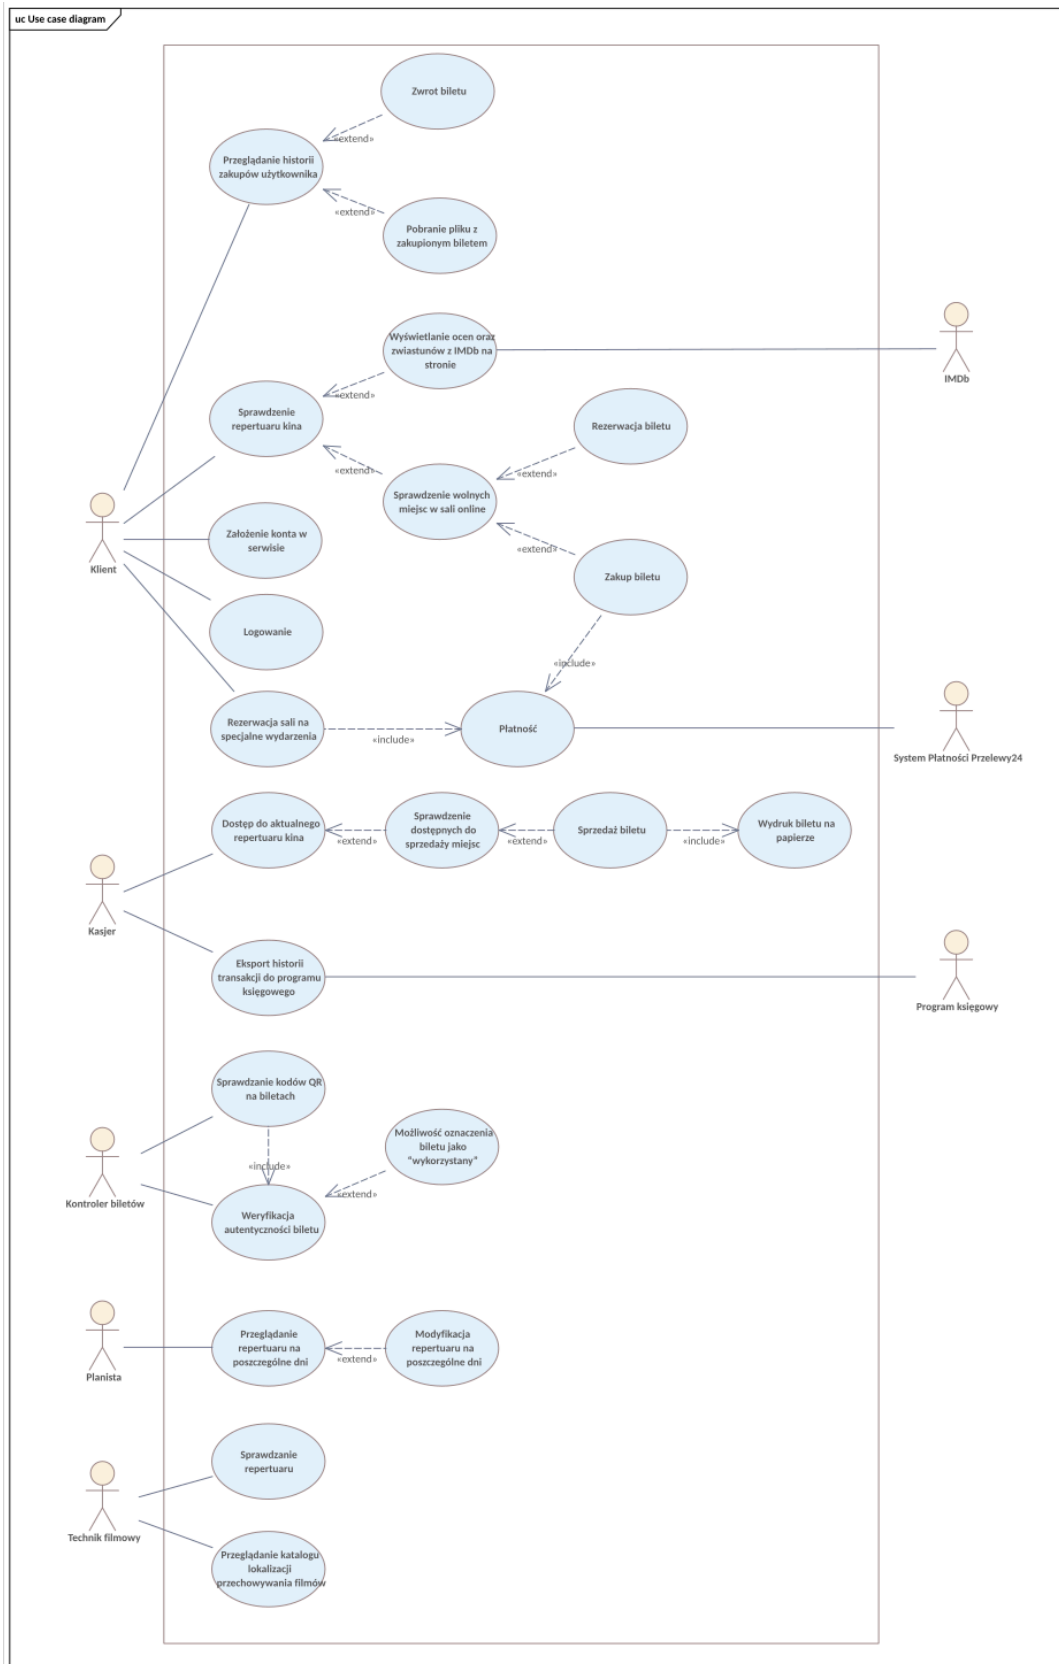 uc Use case diagram
Zwrot biletu
«extend»
Przeglądanie historii
zakupów użytkownika
«extend»
Pobranie pliku z
zakupionym biletem
Wyświetlanie ocen oraz
zwiastunów z IMDb na
stronie
IMDb
«extend»
Sprawdzenie
repertuaru kina
Rezerwacja biletu
«extend»
«extend»
Sprawdzenie wolnych
miejsc w sali online
Założenie konta w
serwisie
«extend»
Klient
Zakup biletu
Logowanie
«include»
Rezerwacja sali na
specjalne wydarzenia
«include»
Płatność
System Płatności Przelewy24
Dostęp do aktualnego
repertuaru kina
«extend»
Sprawdzenie
dostępnych do
sprzedaży miejsc
«extend»
Sprzedaż biletu
«include»
Wydruk biletu na
papierze
Kasjer
Eksport historii
transakcji do programu
księgowego
Program księgowy
Sprawdzanie kodów QR
na biletach
Możliwość oznaczenia
biletu jako
"wykorzystany"
«include»
«extend»
Kontroler biletów
Weryfikacja
autentyczności biletu
Przeglądanie
repertuaru na
poszczególne dni
«extend»
Modyfikacja
repertuaru na
poszczególne dni
Planista
Sprawdzanie
repertuaru
Technik filmowy
Przeglądanie katalogu
lokalizacji
przechowywania filmów